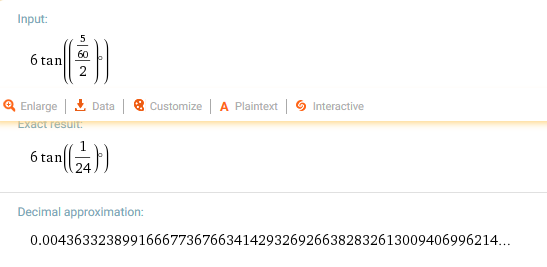 Input:
6 tan(((5/60)/2)°)
Enlarge | Data | Customize | A Plaintext | Interactive
Exact result:
6 tan((1/24)°)
Decimal approximation:
0.004363323899166677367663414293269266382832613009406996214...